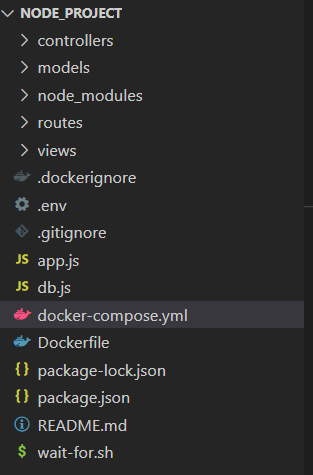 NODE_PROJECT
controllers
models
node_modules
routes
views
.dockerignore
.env
.gitignore
JS app.js
JS db.js
docker-compose.yml
Dockerfile
{} package-lock.json
{} package.json
README.md
$ wait-for.sh